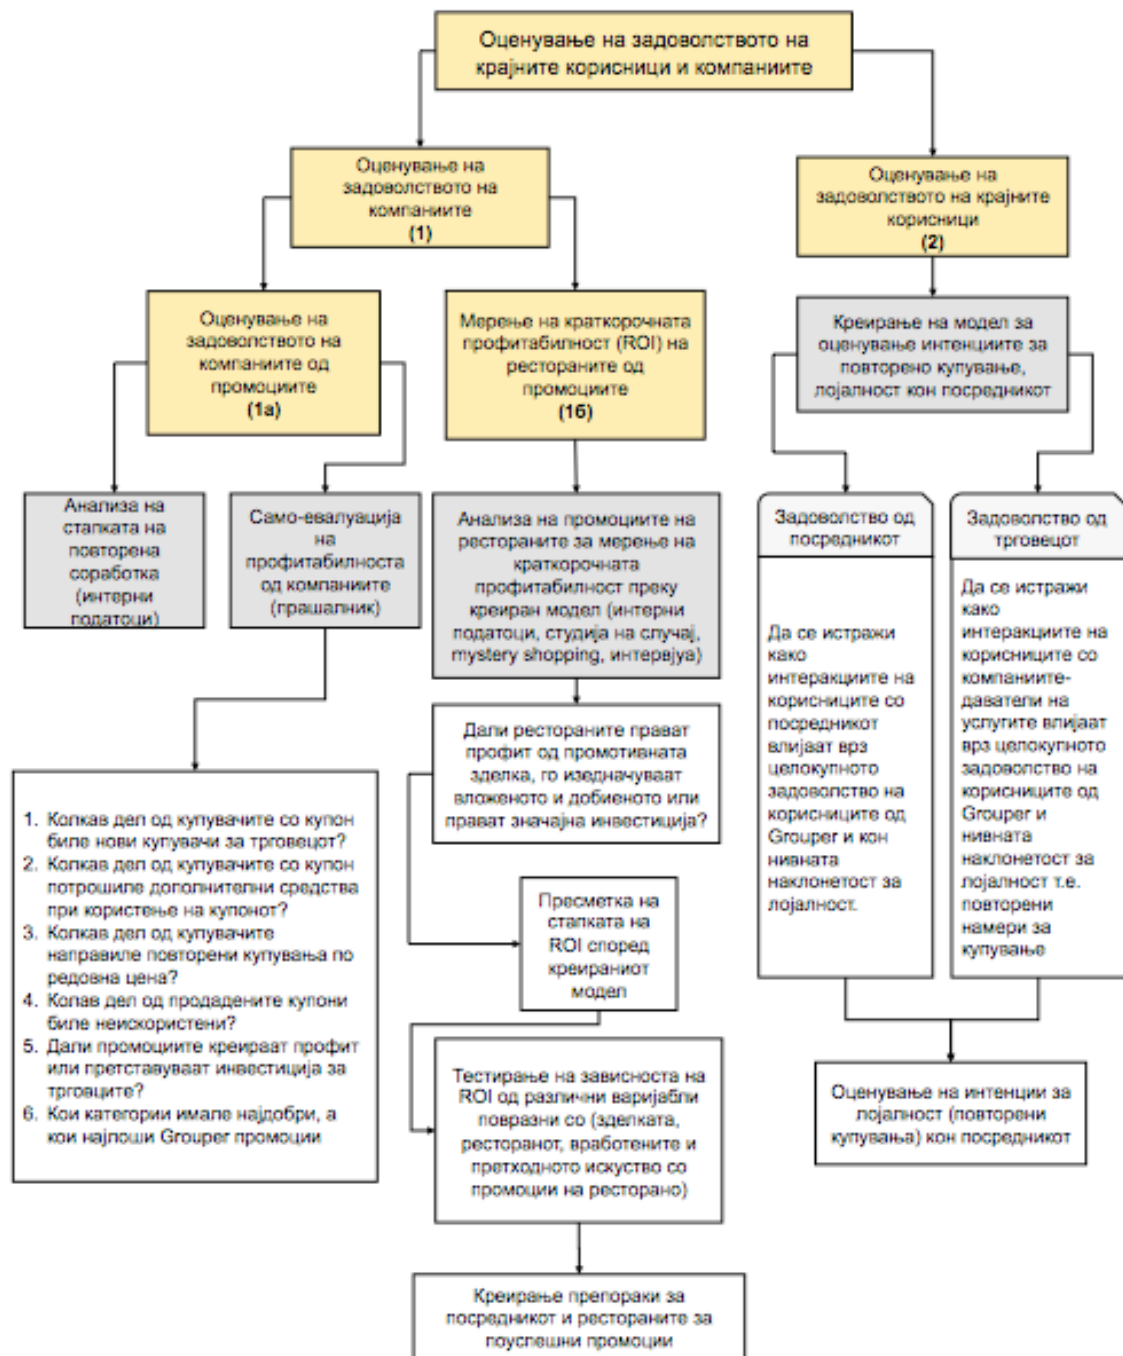 Оценување на задоволството на
крајните корисници и компаниите
Оценување на
задоволството на
компаниите
(1)
Оценување на
задоволството на крајните
корисници
(2)
Оценување на
задоволството на
компаниите од
промоциите
(1а)
Мерење на краткорочната
профитабилност (ROI) на
рестораните од
промоциите
(1б)
Креирање на модел за
оценување интенциите за
повторено купување,
лојалност кон посредникот
Анализа на
стапката на
повторена
соработка
(интерни
податоци)
Само-евалуација
на
профитабилноста
од компаниите
(прашалник)
Анализа на промоциите на
рестораните за мерење на
краткорочната
профитабилност преку
креиран модел (интерни
податоци, студија на случај,
mystery shopping, интервјуа)
Задоволство од
посредникот
Задоволство од
трговецот
Да се истражи
како
интеракциите на
корисниците со
посредникот
влијаат врз
целокупното
задоволство на
корисниците од
Grouper и кон
нивната
наклонетост за
лојалност.
Да се истражи
како
интеракциите на
корисниците со
компаниите-
даватели на
услугите влијаат
врз целокупното
задоволство на
корисниците од
Grouper и
нивната
наклонетост за
лојалност т.е.
повторени
намери за
купување
Дали рестораните прават
профит од промотивната
зделка, го изедначуваат
вложеното и добиеното или
прават значајна инвестиција?
1. Колкав дел од купувачите со купон
биле нови купувачи за трговецот?
2. Колкав дел од купувачите со купон
потрошиле дополнителни средства
при користење на купонот?
3. Колкав дел од купувачите
направиле повторени купувања по
редовна цена?
4. Колав дел од продадените купони
биле неискористени?
5. Дали промоциите креираат профит
или претставуваат инвестиција за
трговците?
6. Кои категории имале најдобри, а
кои најлоши Grouper промоции
Пресметка на
стапката на
ROI според
креираниот
модел
Тестирање на зависноста на
ROI од различни варијабли
повразни со (зделката,
ресторанот, вработените и
претходното искуство со
промоции на ресторано)
Оценување на интенции за
лојалност (повторени
купувања) кон посредникот
Креирање препораки за
посредникот и рестораните за
поуспешни промоции